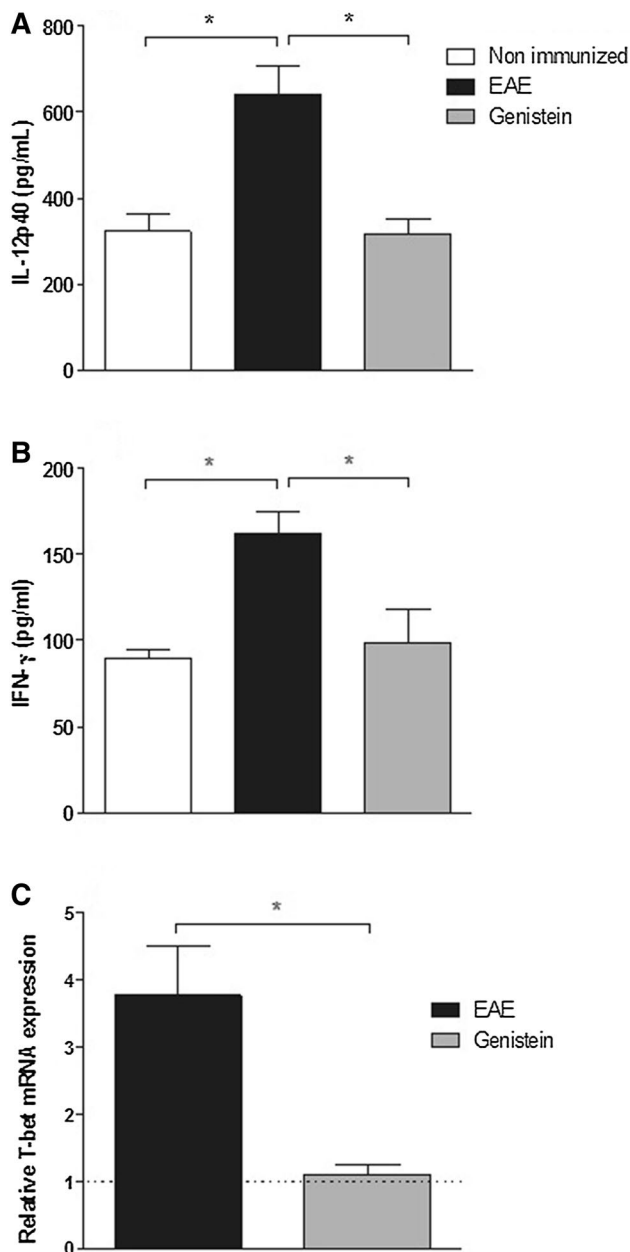 A
IL-12p40 (pg/mL)
800
600
400
200
0
*
*
Non immunized
EAE
Genistein
B
IFN-γ (pg/ml)
200
150
100
50
0
*
*
C
Relative T-bet mRNA expression
5
4
3
2
1
0
*
EAE
Genistein